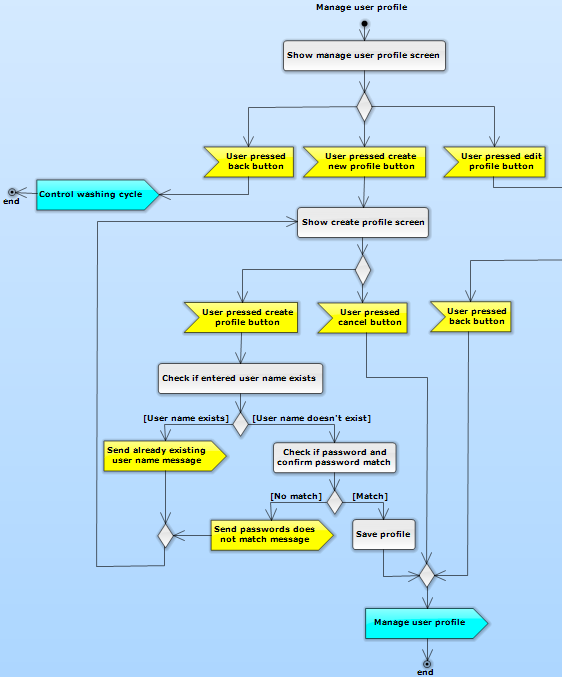 Manage user profile
Show manage user profile screen
User pressed
back button
User pressed create
new profile button
User pressed edit
profile button
Control washing cycle
end
Show create profile screen
User pressed create
profile button
User pressed
cancel button
User pressed
back button
Check if entered user name exists
[User name exists]
[User name doesn't exist]
Send already existing
user name message
Check if password and
confirm password match
[No match]
[Match]
Send passwords does
not match message
Save profile
Manage user profile
end